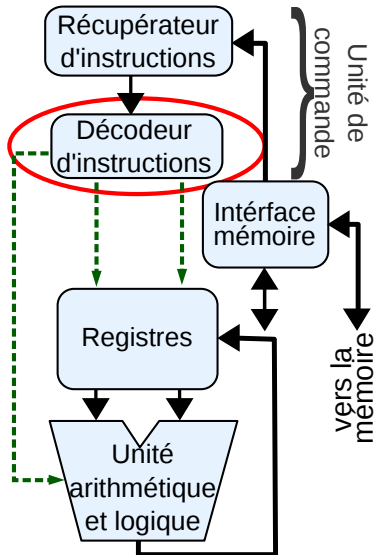 Récupérateur
d'instructions
Unité de
commande
Décodeur
d'instructions
Intérface
mémoire
Registres
vers la
mémoire
Unité
arithmétique
et logique